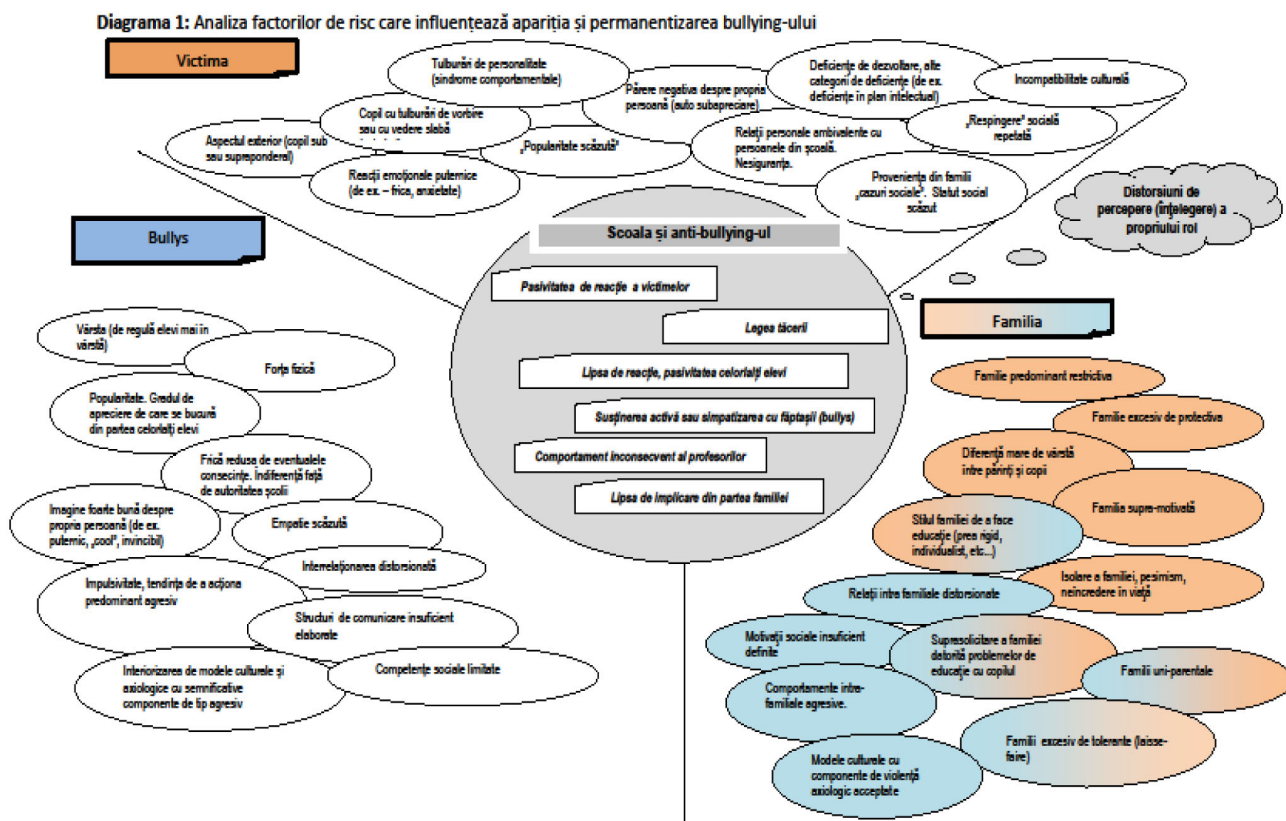 Diagrama 1: Analiza factorilor de risc care influențează apariția și permanentizarea bullying-ului
Victima
Tulburări de personalitate
(sindrome comportamentale)
Părere negativa despre propria
persoană (auto subapreciere)
Deficiențe de dezvoltare, alte
categorii de deficiențe (de ex.
deficiențe în plan intelectual)
Incompatibilitate culturală
Copil cu tulburări de vorbire
sau cu vedere slabă
Aspectul exterior (copil sub
sau supraponderal)
„Popularitate scăzută”
Relații personale ambivalente cu
persoanele din școală.
Nesiguranța.
„Respingere” socială
repetată
Reacții emoționale puternice
(de ex. – frica, anxietate)
Proveniența din familii
„cazuri sociale”. Statut social
scăzut
Distorsiuni de
percepere (înțelegere) a
propriului rol
Bullys
Scoala și anti-bullying-ul
Pasivitatea de reacție a victimelor
Legea tăcerii
Lipsa de reacție, pasivitatea celorlalți elevi
Susținerea activă sau simpatizarea cu făptașii (bullys)
Comportament inconsecvent al profesorilor
Lipsa de implicare din partea familiei
Vârsta (de regulă elevi mai în
vârstă)
Forța fizică
Popularitate. Gradul de
apreciere de care se bucură
din partea celorlalți elevi
Frică redusa de eventualele
consecințe. Indiferență față
de autoritatea școlii
Imagine foarte bună despre
propria persoană (de ex.
puternic, „cool”, invincibil)
Empatie scăzută
Interrelaționarea distorsionată
Impulsivitate, tendința de a acționa
predominant agresiv
Structuri de comunicare insuficient
elaborate
Interiorizarea de modele culturale și
axiologice cu semnificative
componente de tip agresiv
Competențe sociale limitate
Familia
Familie predominant restrictiva
Familie excesiv de protectiva
Diferență mare de vârstă
între părinți și copii
Familia supra-motivată
Stilul familiei de a face
educație (prea rigid,
individualist, etc...)
Isolare a familiei, pesimism,
neincredere in viață
Relații intra familiale distorsionate
Motivații sociale insuficient
definite
Suprasolicitare a familiei
datorită problemelor de
educație cu copilul
Familii uni-parentale
Comportamente intra-
familiale agresive.
Familii excesiv de tolerante (laisse-
faire)
Modele culturale cu
componente de violență
axiologic acceptate